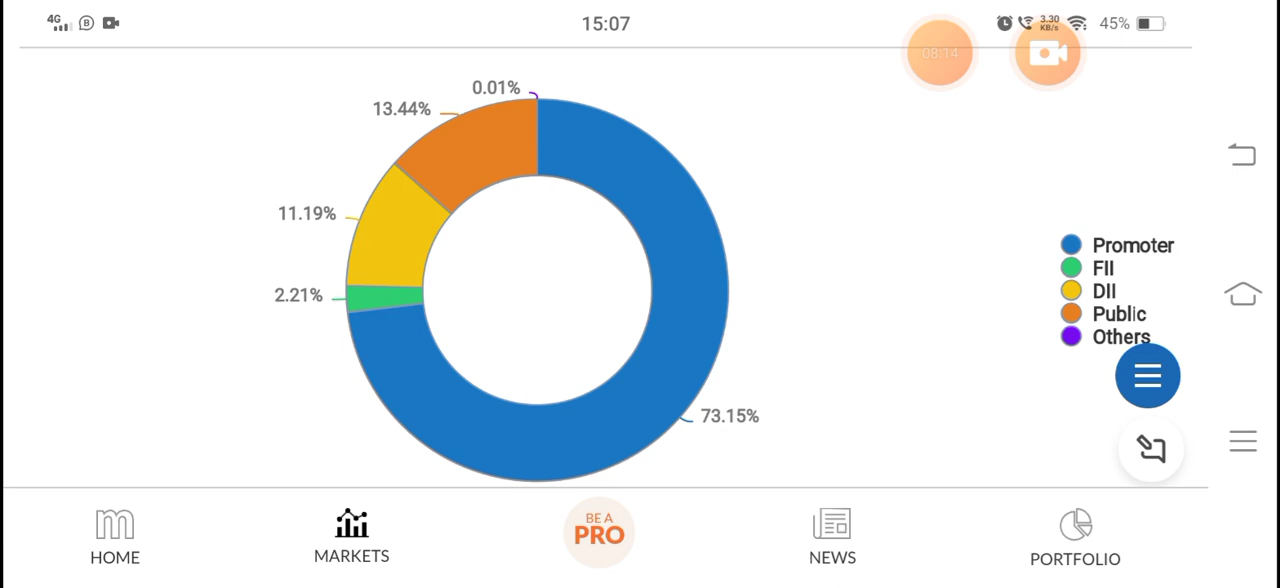 4G B 15:07 3.30 KB/s 45%
08:14
0.01%
13.44%
11.19%
2.21%
73.15%
Promoter
FII
DII
Public
Others
BE A
PRO
HOME MARKETS NEWS PORTFOLIO